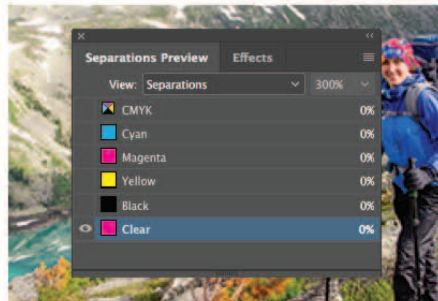 Separations Preview Effects
View: Separations 300%
CMYK 0%
Cyan 0%
Magenta 0%
Yellow 0%
Black 0%
Clear 0%